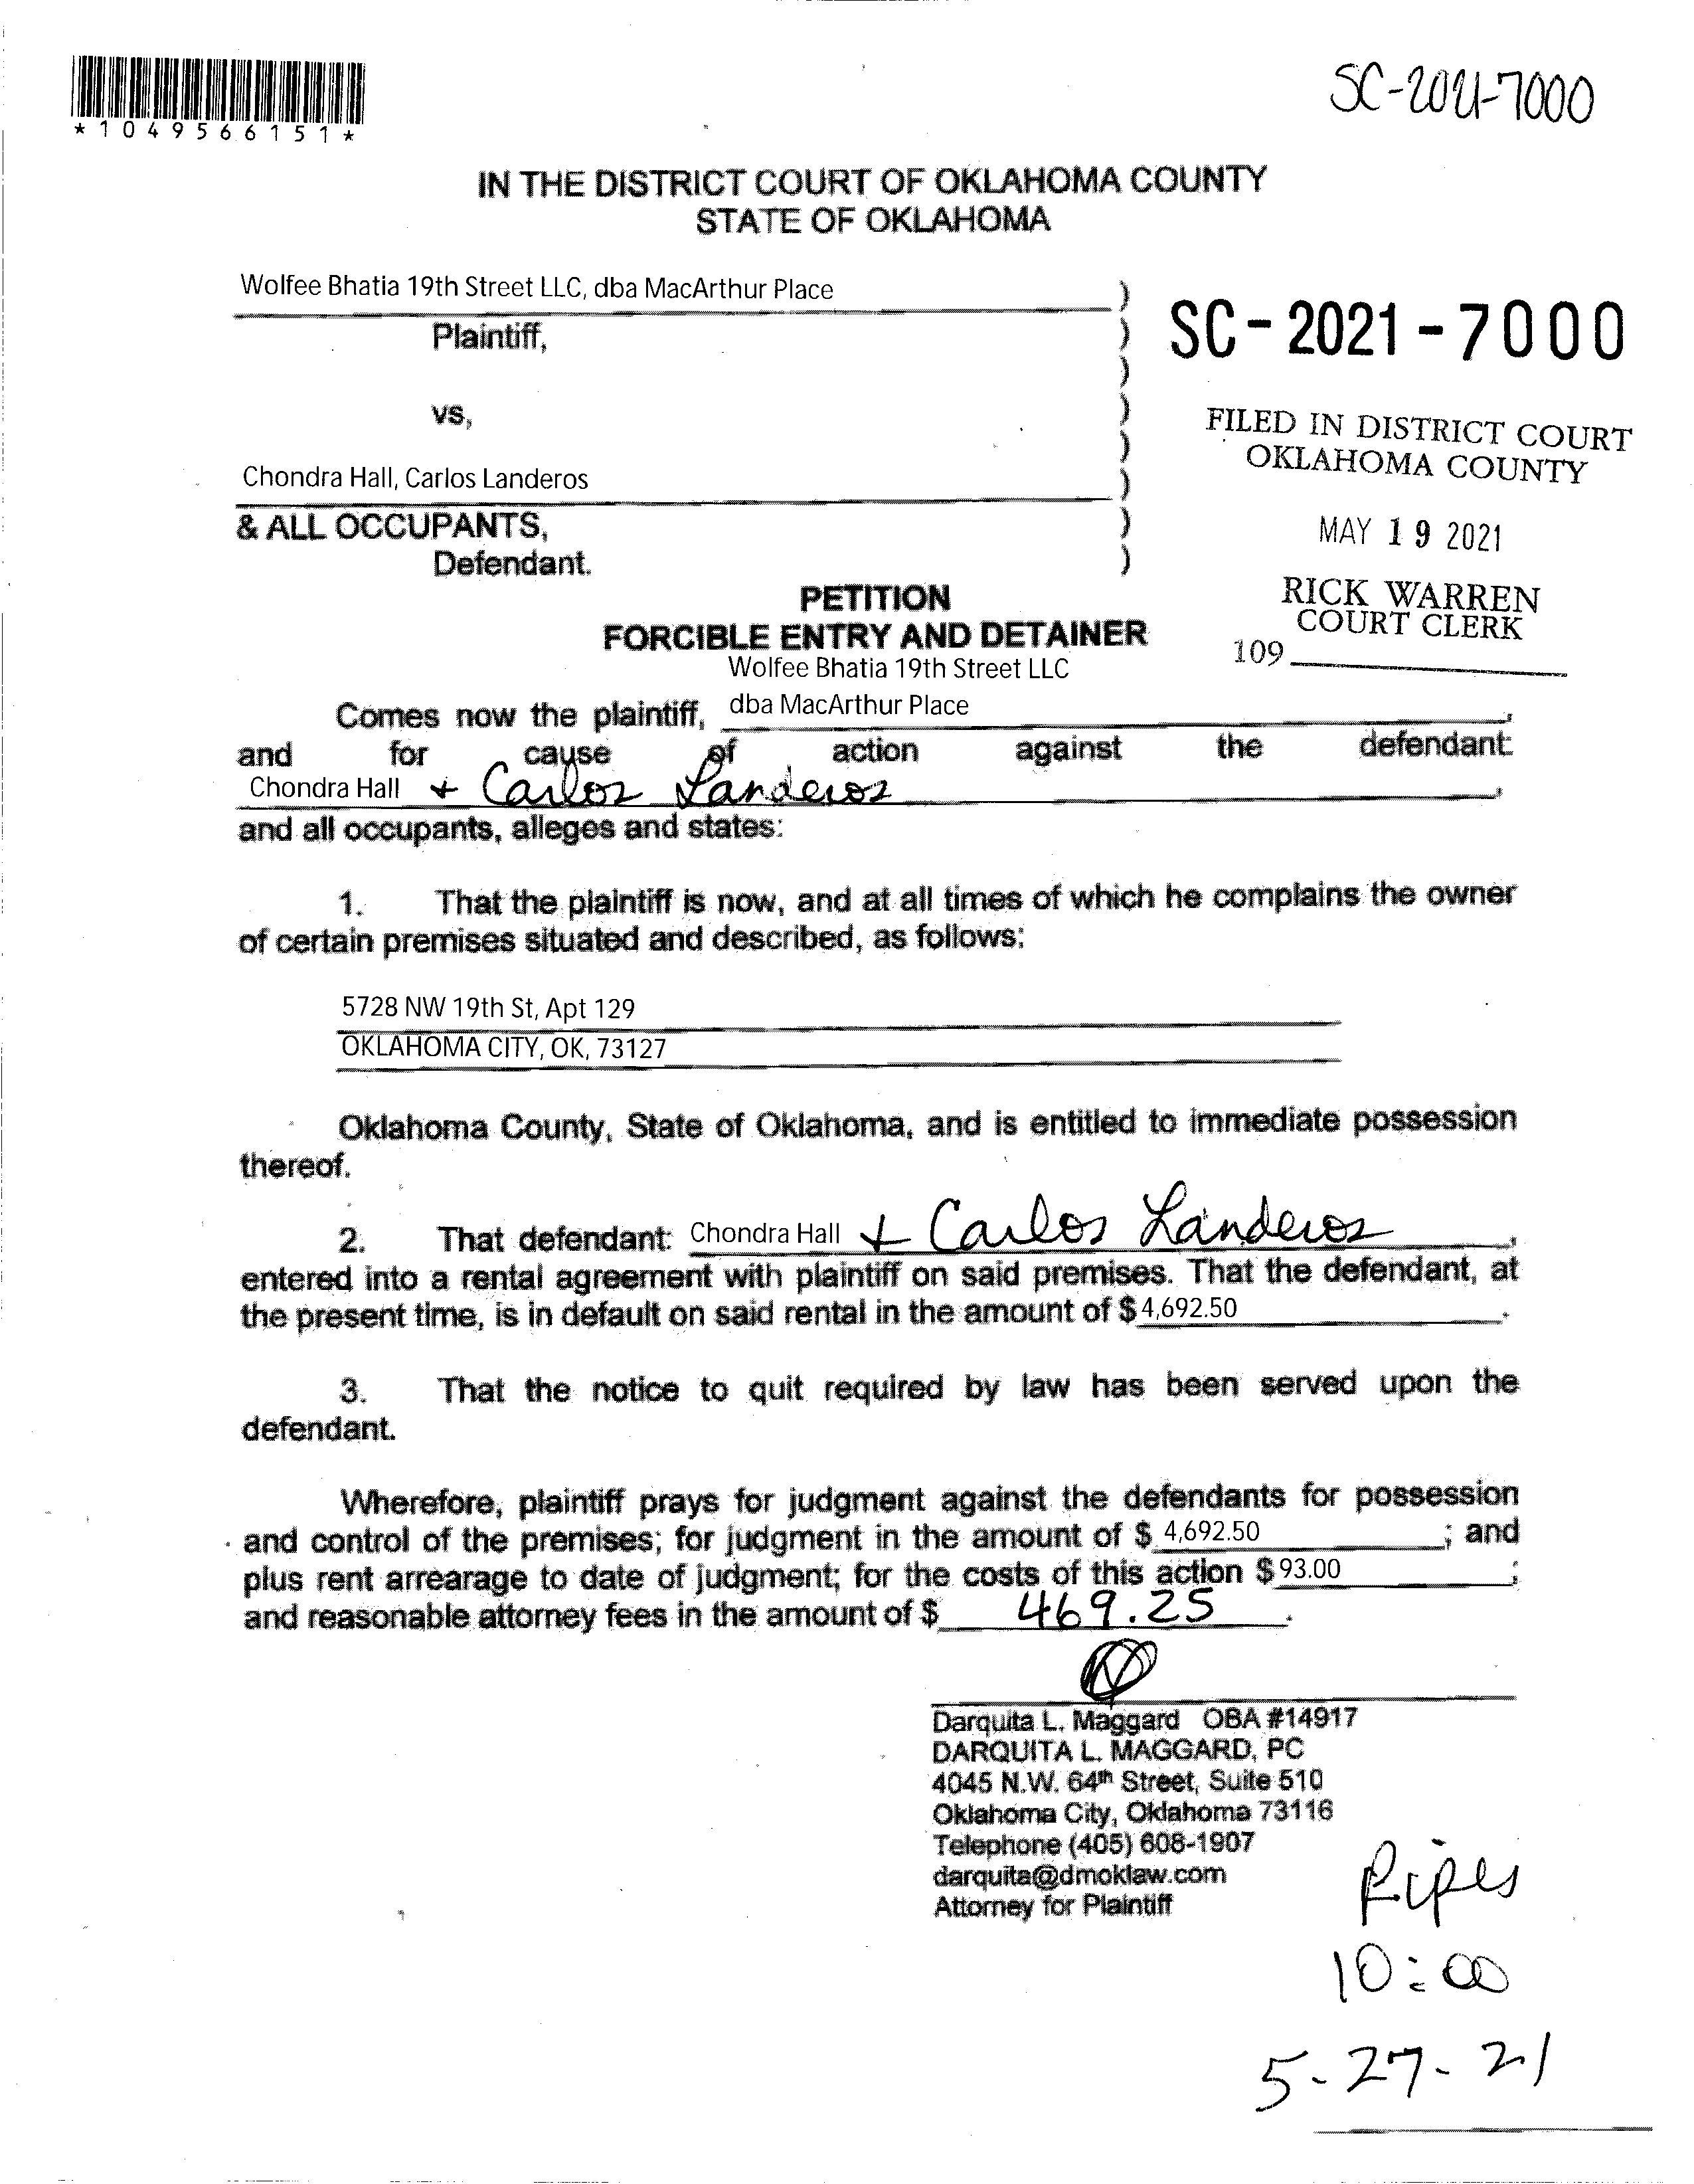 SC-2021-7000
*1049566151*
IN THE DISTRICT COURT OF OKLAHOMA COUNTY
STATE OF OKLAHOMA
Wolfee Bhatia 19th Street LLC, dba MacArthur Place )
Plaintiff, )
SC-2021-7000
)
vs, )
FILED IN DISTRICT COURT
OKLAHOMA COUNTY
)
Chondra Hall, Carlos Landeros )
& ALL OCCUPANTS, )
MAY 19 2021
Defendant. )
RICK WARREN
COURT CLERK
109
PETITION
FORCIBLE ENTRY AND DETAINER
Wolfee Bhatia 19th Street LLC
Comes now the plaintiff, dba MacArthur Place,
and for cause of action against the defendant:
Chondra Hall + Carlos Landeros,
and all occupants, alleges and states:
1. That the plaintiff is now, and at all times of which he complains the owner
of certain premises situated and described, as follows:
5728 NW 19th St, Apt 129
OKLAHOMA CITY, OK, 73127
Oklahoma County, State of Oklahoma, and is entitled to immediate possession
thereof.
2. That defendant: Chondra Hall + Carlos Landeros,
entered into a rental agreement with plaintiff on said premises. That the defendant, at
the present time, is in default on said rental in the amount of $4,692.50.
3. That the notice to quit required by law has been served upon the
defendant.
Wherefore, plaintiff prays for judgment against the defendants for possession
and control of the premises; for judgment in the amount of $ 4,692.50; and
plus rent arrearage to date of judgment; for the costs of this action $93.00;
and reasonable attorney fees in the amount of $ 469.25.
Darquita L. Maggard OBA #14917
DARQUITA L. MAGGARD, PC
4045 N.W. 64th Street, Suite 510
Oklahoma City, Oklahoma 73116
Telephone (405) 608-1907
darquita@dmoklaw.com
Attorney for Plaintiff
10:00
5-27-21